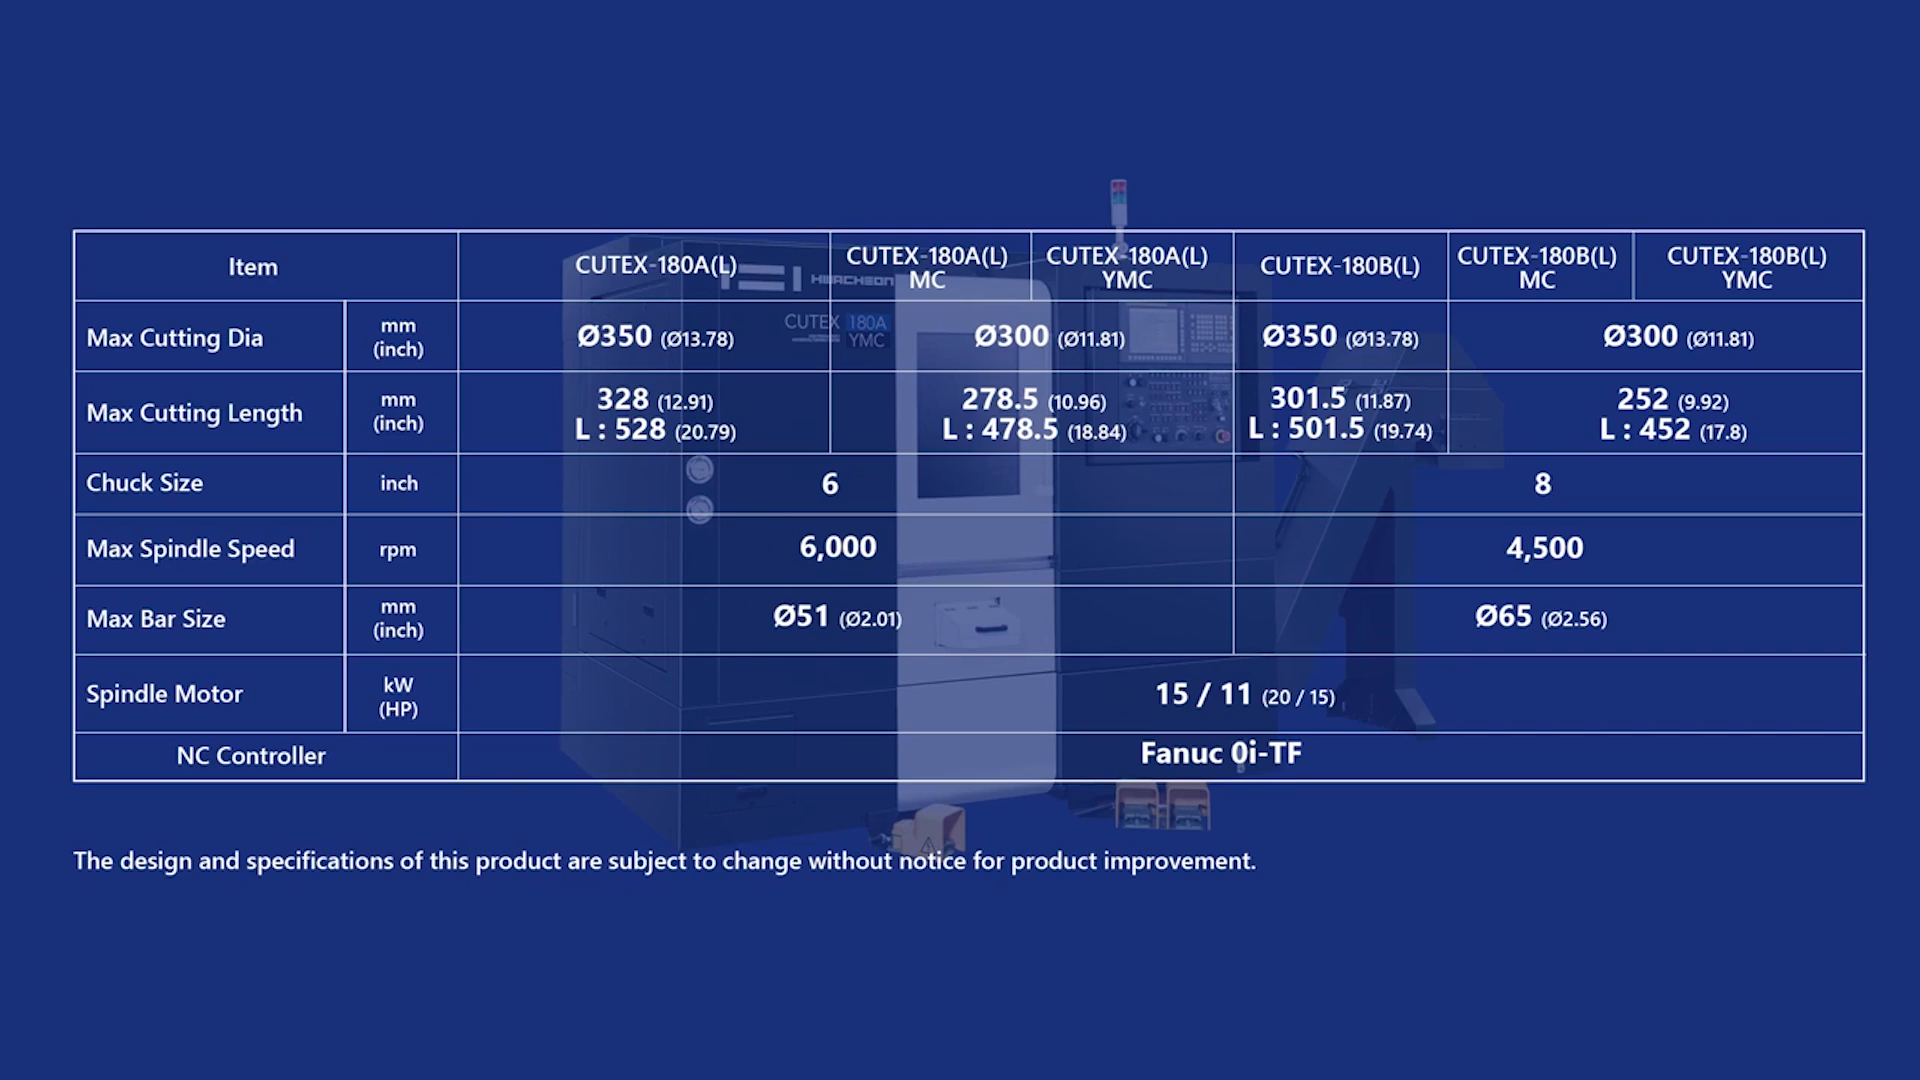 Item
CUTEX-180A(L)
CUTEX-180A(L)
MC
CUTEX-180A(L)
YMC
CUTEX-180B(L)
CUTEX-180B(L)
MC
CUTEX-180B(L)
YMC
HWACHEON
CUTEX 180A
YMC
Max Cutting Dia
mm
(inch)
Ø350 (Ø13.78)
Ø300 (Ø11.81)
Ø350 (Ø13.78)
Ø300 (Ø11.81)
Max Cutting Length
mm
(inch)
328 (12.91)
L : 528 (20.79)
278.5 (10.96)
L : 478.5 (18.84)
301.5 (11.87)
L : 501.5 (19.74)
252 (9.92)
L : 452 (17.8)
Chuck Size
inch
6
8
Max Spindle Speed
rpm
6,000
4,500
Max Bar Size
mm
(inch)
Ø51 (Ø2.01)
Ø65 (Ø2.56)
Spindle Motor
kW
(HP)
15 / 11 (20 / 15)
NC Controller
Fanuc 0i-TF
The design and specifications of this product are subject to change without notice for product improvement.